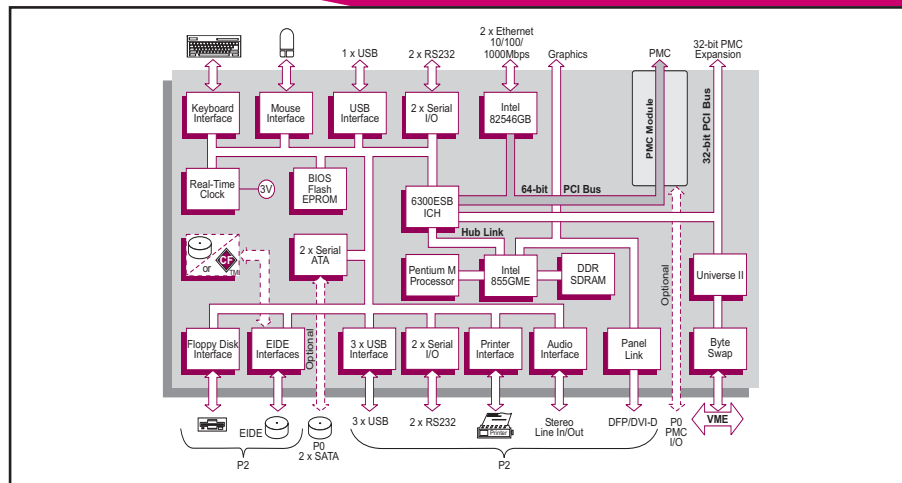 2 x Ethernet
10/100/
1000Mbps
1 x USB
2 x RS232
Graphics
PMC
32-bit PMC
Expansion
Keyboard
Interface
Mouse
Interface
USB
Interface
2 x Serial
I/O
Intel
82546GB
PMC Module
32-bit PCI Bus
Real-Time
Clock
3V
BIOS
Flash
EPROM
64-bit PCI Bus
6300ESB
ICH
Hub Link
or
CF
TM
2 x Serial
ATA
Pentium M
Processor
Intel
855GME
DDR
SDRAM
Optional
Universe II
Floppy Disk
Interface
EIDE
Interfaces
Optional
3 x USB
Interface
2 x Serial
I/O
Printer
Interface
Audio
Interface
Panel
Link
Byte
Swap
EIDE
P0
2 x SATA
3 x USB
2 x RS232
Printer
Stereo
Line In/Out
DFP/DVI-D
P0
PMC
I/O
VME
P2
P2